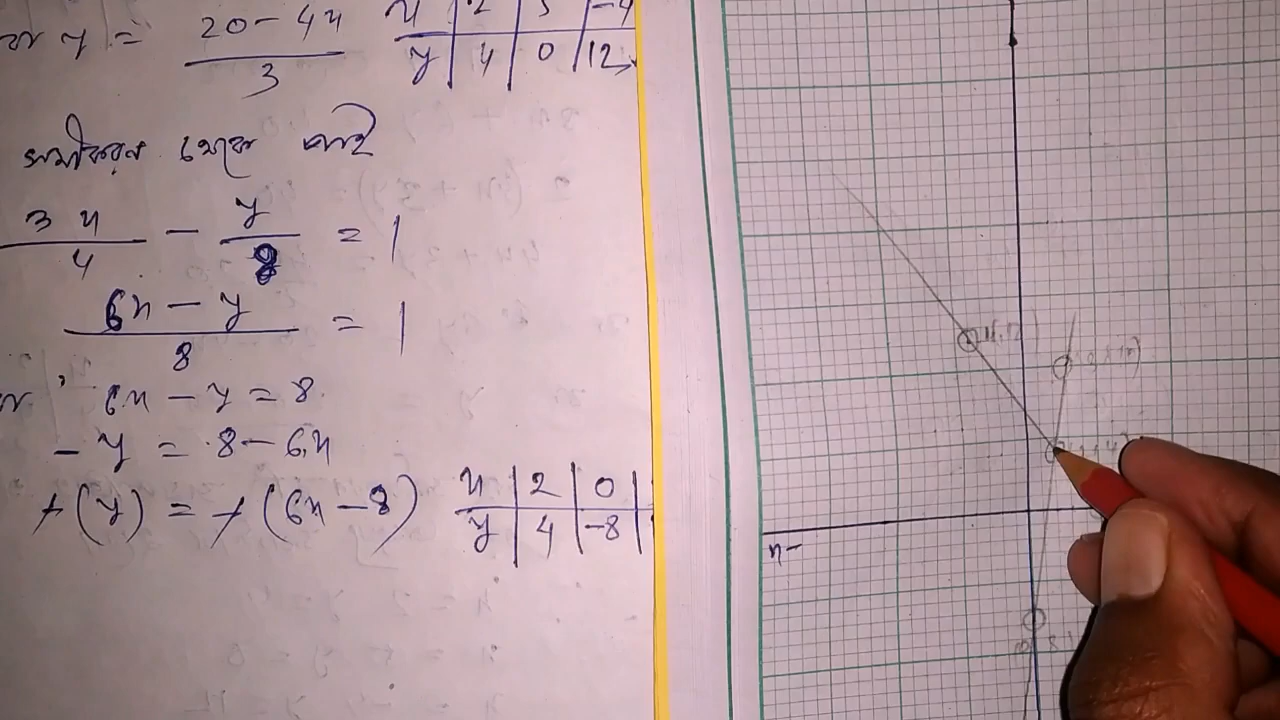 বা y = (20 - 4x)/3
x | 2 | 5 | -4
y | 4 | 0 | 12
সমীকরণ থেকে পাই
3x/4 - y/8 = 1
(6x - y)/8 = 1
বা, 6x - y = 8
- y = 8 - 6x
-(y) = -(6x - 8)
x | 2 | 0 |
y | 4 | -8 |
x-